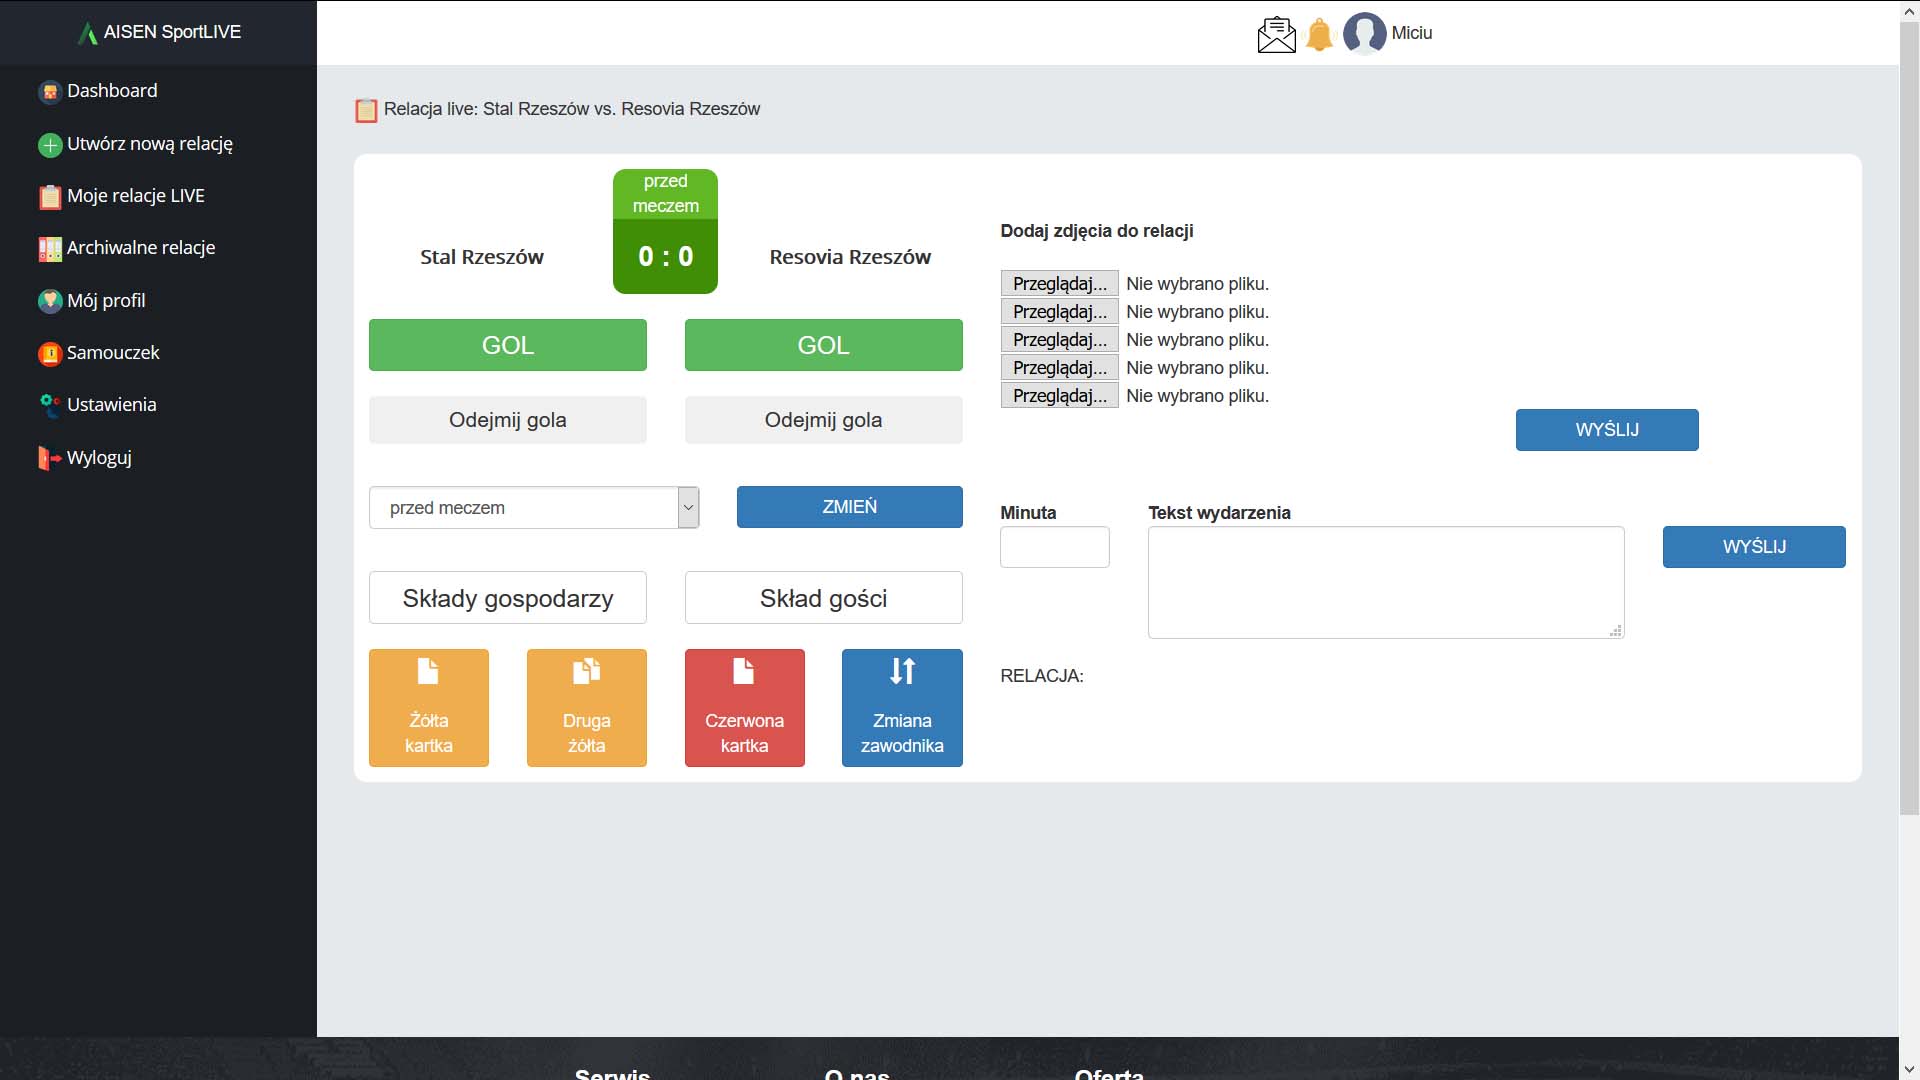 AISEN SportLIVE
Miciu
Dashboard
Utwórz nową relację
Moje relacje LIVE
Archiwalne relacje
Mój profil
Samouczek
Ustawienia
Wyloguj
Relacja live: Stal Rzeszów vs. Resovia Rzeszów
przed
meczem
Stal Rzeszów
0 : 0
Resovia Rzeszów
GOL
GOL
Odejmij gola
Odejmij gola
przed meczem
ZMIEŃ
Składy gospodarzy
Skład gości
Żółta
kartka
Druga
żółta
Czerwona
kartka
Zmiana
zawodnika
Dodaj zdjęcia do relacji
Przeglądaj... Nie wybrano pliku.
Przeglądaj... Nie wybrano pliku.
Przeglądaj... Nie wybrano pliku.
Przeglądaj... Nie wybrano pliku.
Przeglądaj... Nie wybrano pliku.
WYŚLIJ
Minuta
Tekst wydarzenia
WYŚLIJ
RELACJA:
Serwis
O nas
Oferta